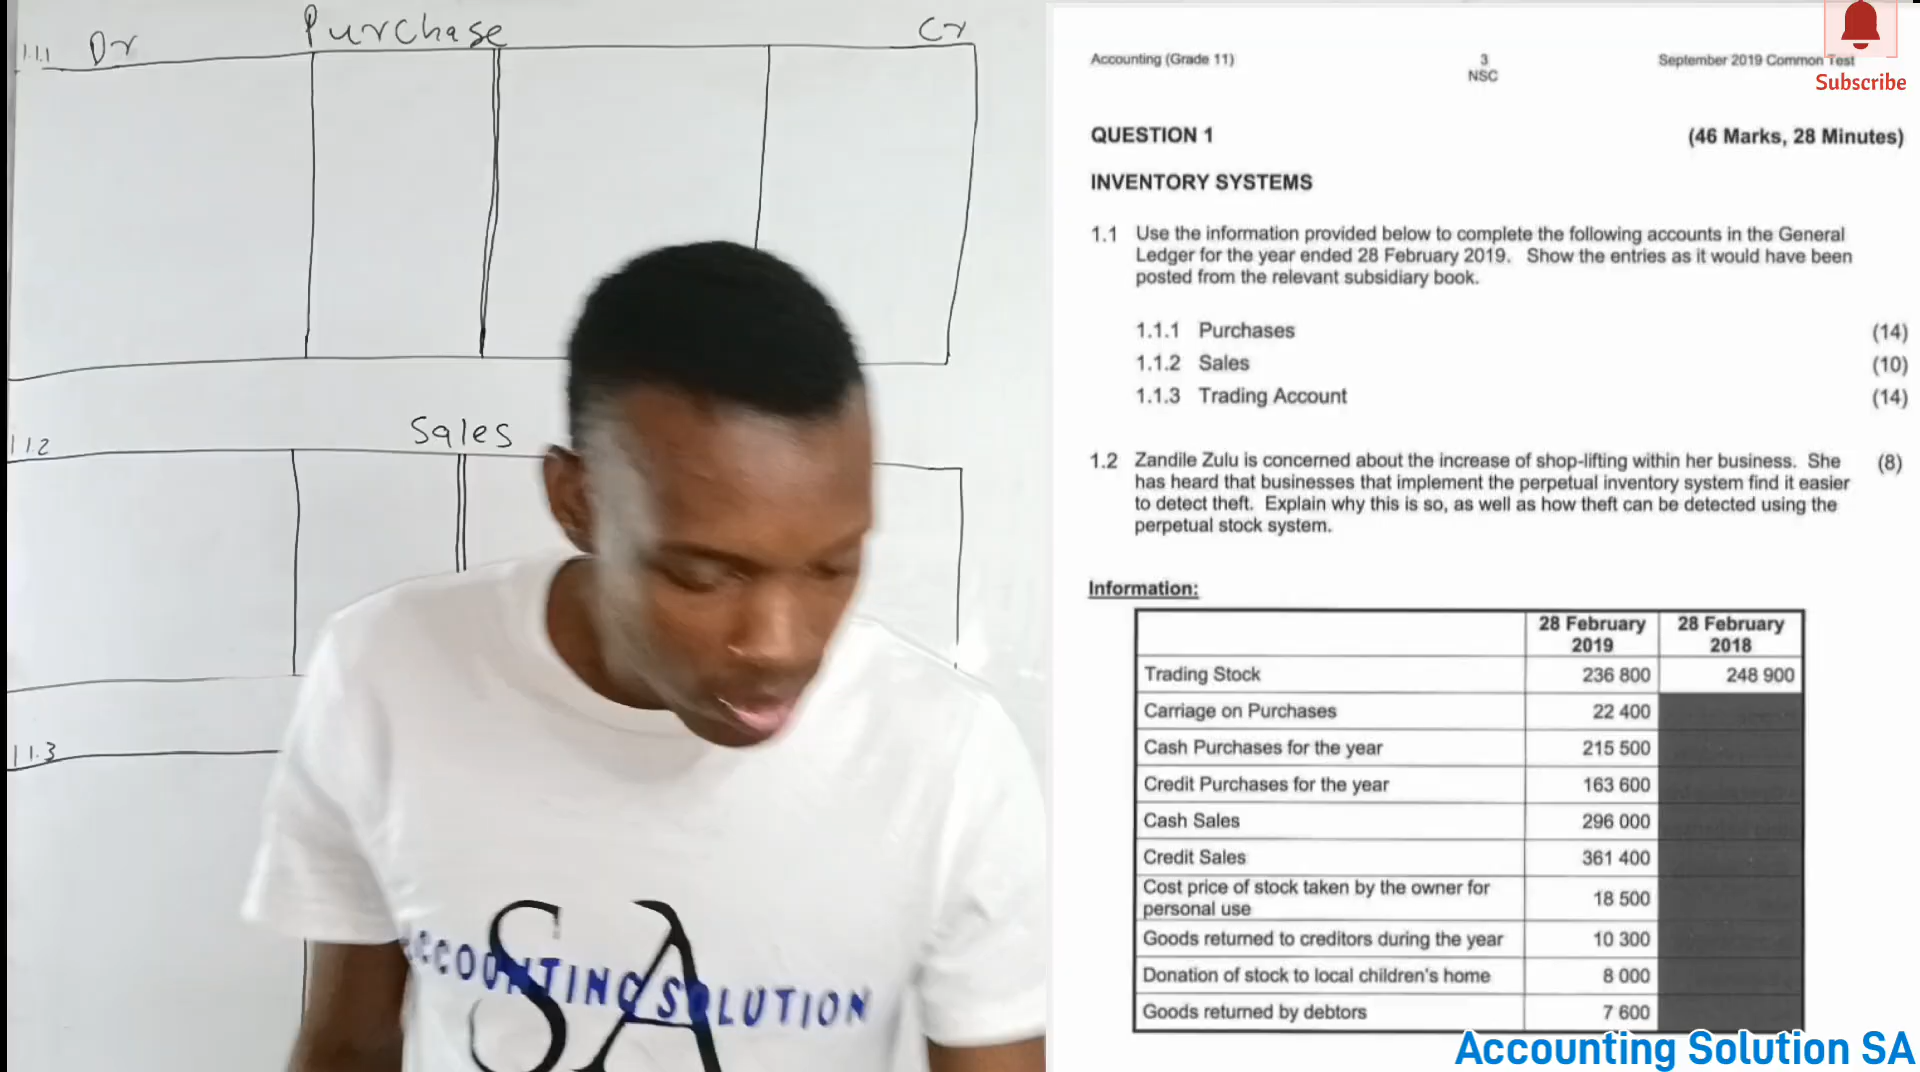 1.1.1 Dr Purchase Cr
1.1.2 Sales
1.1.3
ACCOUNTING SOLUTION
SA
Accounting (Grade 11) 3 September 2019 Common Test
NSC
Subscribe
QUESTION 1 (46 Marks, 28 Minutes)
INVENTORY SYSTEMS
1.1 Use the information provided below to complete the following accounts in the General
Ledger for the year ended 28 February 2019. Show the entries as it would have been
posted from the relevant subsidiary book.
1.1.1 Purchases (14)
1.1.2 Sales (10)
1.1.3 Trading Account (14)
1.2 Zandile Zulu is concerned about the increase of shop-lifting within her business. She (8)
has heard that businesses that implement the perpetual inventory system find it easier
to detect theft. Explain why this is so, as well as how theft can be detected using the
perpetual stock system.
Information:
28 February 28 February
2019 2018
Trading Stock 236 800 248 900
Carriage on Purchases 22 400
Cash Purchases for the year 215 500
Credit Purchases for the year 163 600
Cash Sales 296 000
Credit Sales 361 400
Cost price of stock taken by the owner for
personal use 18 500
Goods returned to creditors during the year 10 300
Donation of stock to local children's home 8 000
Goods returned by debtors 7 600
Accounting Solution SA